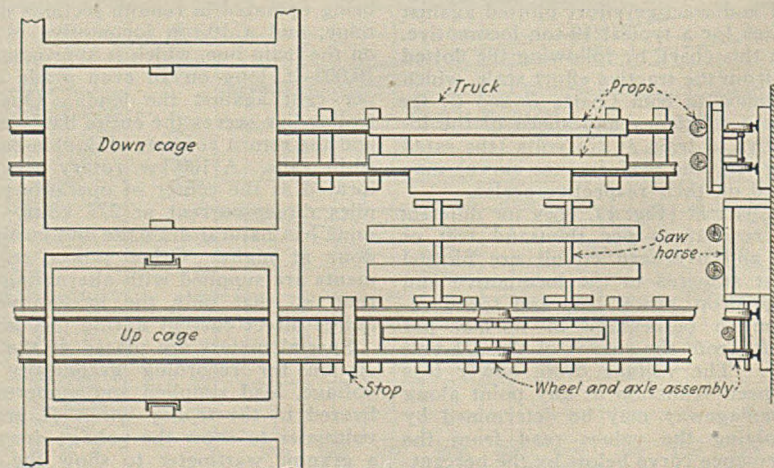 Truck
Props
Down cage
Saw
horse
Up cage
Stop
Wheel and axle assembly